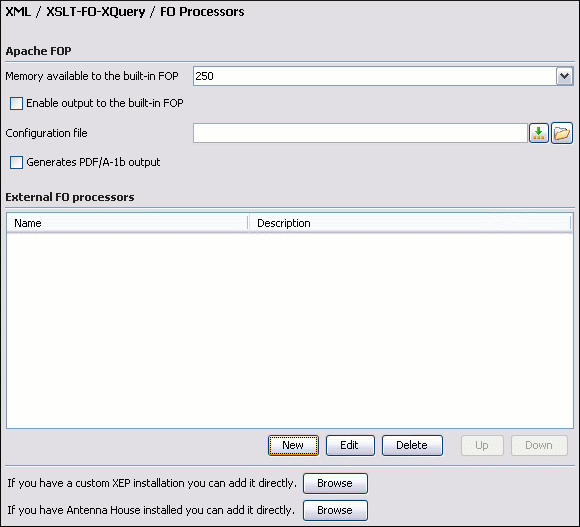 XML / XSLT-FO-XQuery / FO Processors
Apache FOP
Memory available to the built-in FOP 250
Enable output to the built-in FOP
Configuration file
Generates PDF/A-1b output
External FO processors
Name Description
New Edit Delete Up Down
If you have a custom XEP installation you can add it directly. Browse
If you have Antenna House installed you can add it directly. Browse